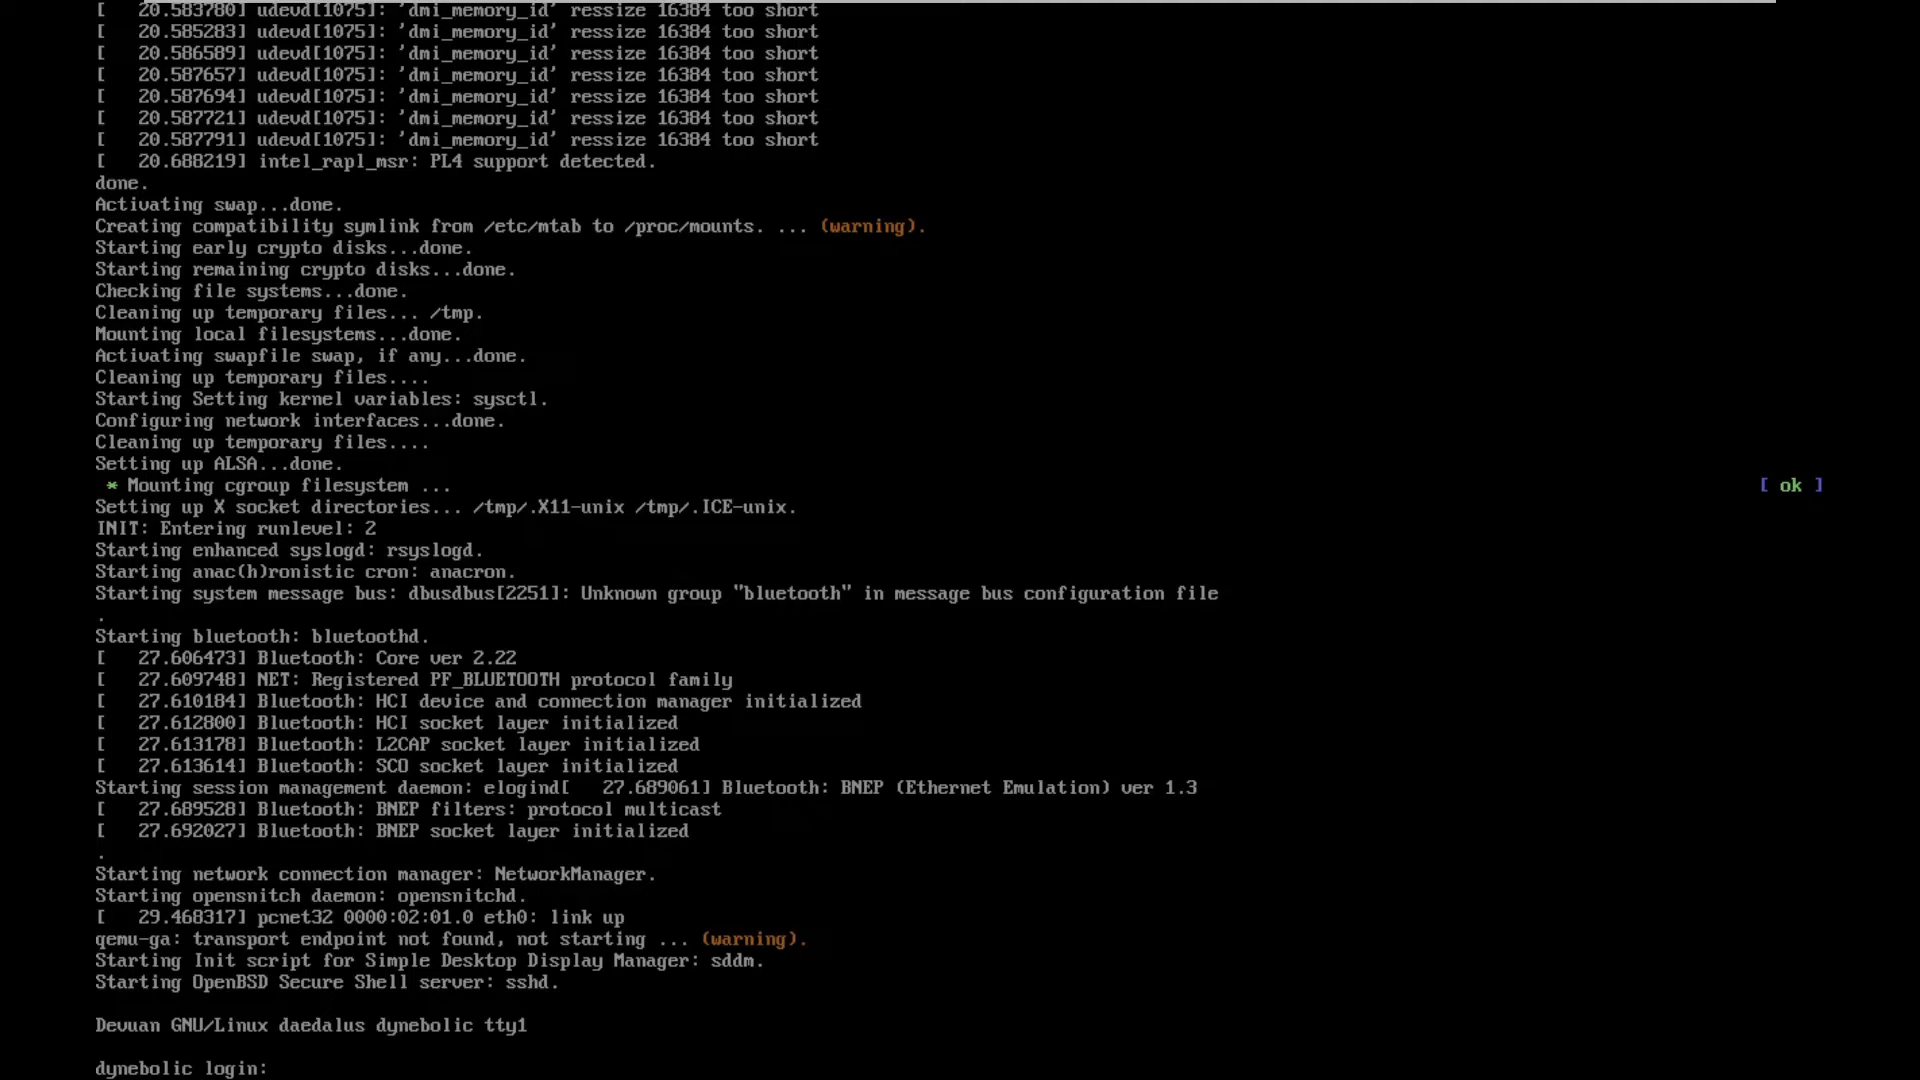 [   20.583780] udevd[1075]: 'dmi_memory_id' ressize 16384 too short
[   20.585283] udevd[1075]: 'dmi_memory_id' ressize 16384 too short
[   20.586589] udevd[1075]: 'dmi_memory_id' ressize 16384 too short
[   20.587657] udevd[1075]: 'dmi_memory_id' ressize 16384 too short
[   20.587694] udevd[1075]: 'dmi_memory_id' ressize 16384 too short
[   20.587721] udevd[1075]: 'dmi_memory_id' ressize 16384 too short
[   20.587791] udevd[1075]: 'dmi_memory_id' ressize 16384 too short
[   20.688219] intel_rapl_msr: PL4 support detected.
done.
Activating swap...done.
Creating compatibility symlink from /etc/mtab to /proc/mounts. ... (warning).
Starting early crypto disks...done.
Starting remaining crypto disks...done.
Checking file systems...done.
Cleaning up temporary files... /tmp.
Mounting local filesystems...done.
Activating swapfile swap, if any...done.
Cleaning up temporary files....
Starting Setting kernel variables: sysctl.
Configuring network interfaces...done.
Cleaning up temporary files....
Setting up ALSA...done.
 * Mounting cgroup filesystem ... [ ok ]
Setting up X socket directories... /tmp/.X11-unix /tmp/.ICE-unix.
INIT: Entering runlevel: 2
Starting enhanced syslogd: rsyslogd.
Starting anac(h)ronistic cron: anacron.
Starting system message bus: dbusdbus[2251]: Unknown group "bluetooth" in message bus configuration file
.
Starting bluetooth: bluetoothd.
[   27.606473] Bluetooth: Core ver 2.22
[   27.609748] NET: Registered PF_BLUETOOTH protocol family
[   27.610184] Bluetooth: HCI device and connection manager initialized
[   27.612800] Bluetooth: HCI socket layer initialized
[   27.613178] Bluetooth: L2CAP socket layer initialized
[   27.613614] Bluetooth: SCO socket layer initialized
Starting session management daemon: elogind[   27.689061] Bluetooth: BNEP (Ethernet Emulation) ver 1.3
[   27.689528] Bluetooth: BNEP filters: protocol multicast
[   27.692027] Bluetooth: BNEP socket layer initialized
.
Starting network connection manager: NetworkManager.
Starting opensnitch daemon: opensnitchd.
[   29.468317] pcnet32 0000:02:01.0 eth0: link up
qemu-ga: transport endpoint not found, not starting ... (warning).
Starting Init script for Simple Desktop Display Manager: sddm.
Starting OpenBSD Secure Shell server: sshd.
Devuan GNU/Linux daedalus dynebolic tty1
dynebolic login: